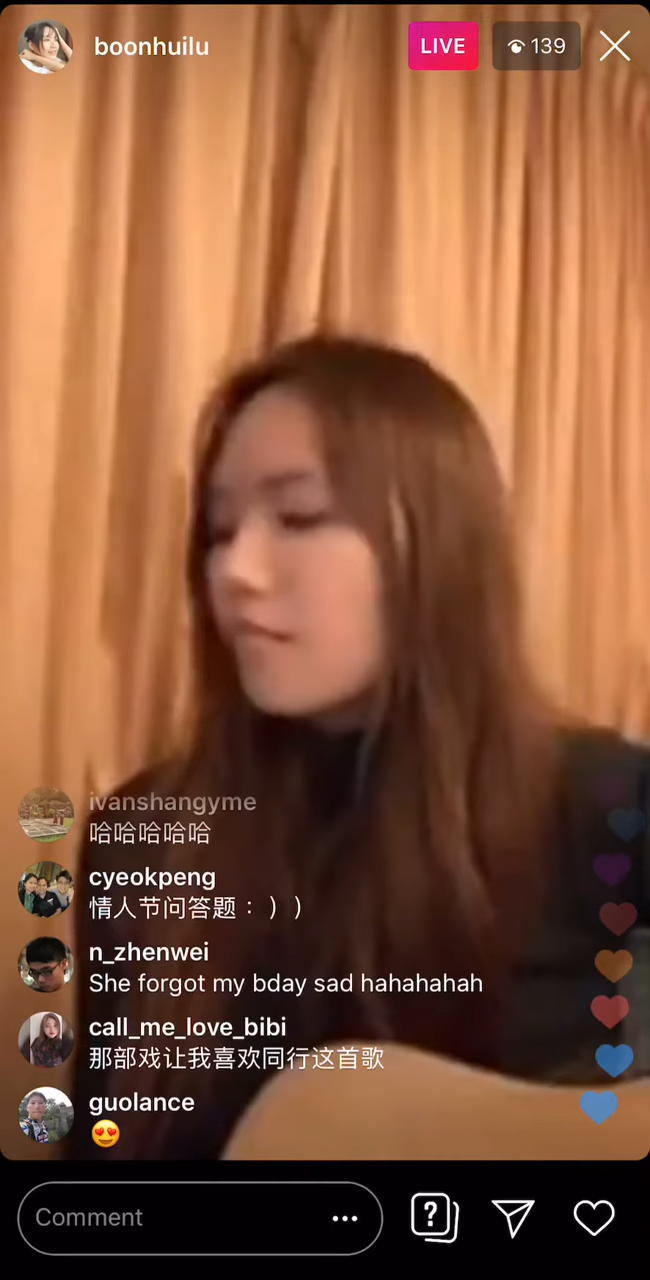 boonhuilu
LIVE
139
ivanshangyme
哈哈哈哈哈
cyeokpeng
情人节问答题：））
n_zhenwei
She forgot my bday sad hahahahah
call_me_love_bibi
那部戏让我喜欢同行这首歌
guolance
Comment
?